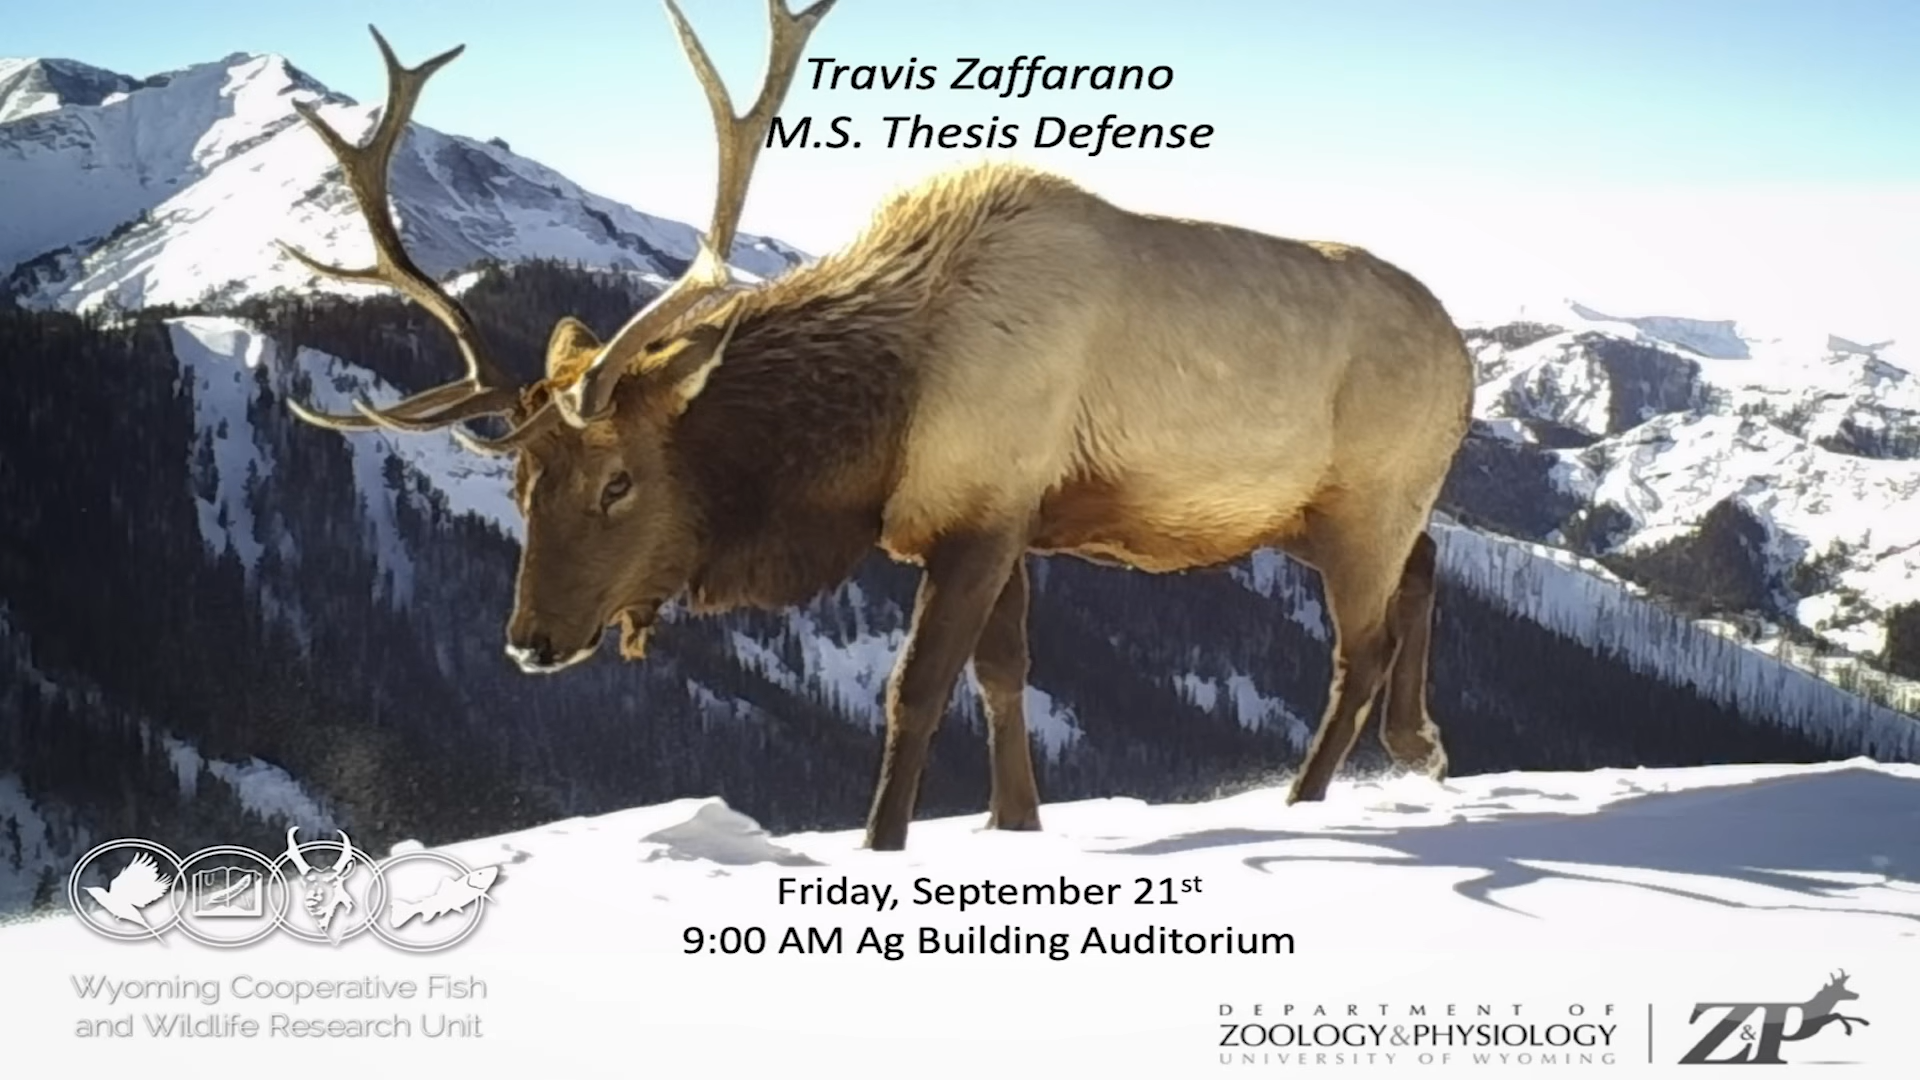 Travis Zaffarano
M.S. Thesis Defense
Friday, September 21st
9:00 AM Ag Building Auditorium
Wyoming Cooperative Fish
and Wildlife Research Unit
DEPARTMENT OF
ZOOLOGY&PHYSIOLOGY
UNIVERSITY OF WYOMING
Z&P